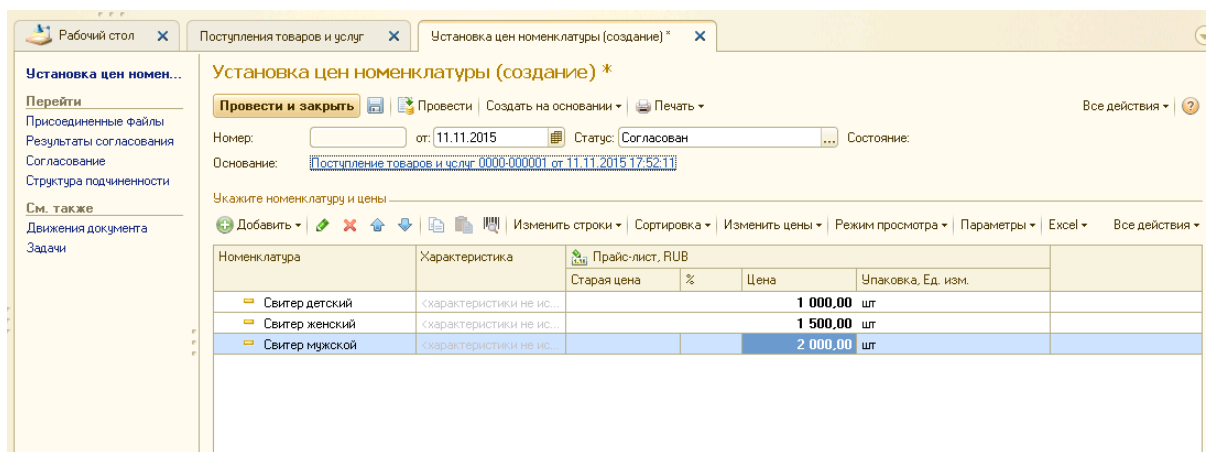 Рабочий стол
Поступления товаров и услуг
Установка цен номенклатуры (создание) *
Установка цен номен...
Перейти
Присоединенные файлы
Результаты согласования
Согласование
Структура подчиненности
См. также
Движения документа
Задачи
Установка цен номенклатуры (создание) *
Провести и закрыть Провести Создать на основании Печать Все действия
Номер: от: 11.11.2015 Статус: Согласован ... Состояние:
Основание: Поступление товаров и услуг 0000-000001 от 11.11.2015 17:52:11
Укажите номенклатуру и цены
Добавить Изменить строки Сортировка Изменить цены Режим просмотра Параметры Excel Все действия
Номенклатура Характеристика Прайс-лист, RUB
Старая цена % Цена Упаковка, Ед. изм.
Свитер детский <характеристики не ис... 1 000,00 шт
Свитер женский <характеристики не ис... 1 500,00 шт
Свитер мужской <характеристики не ис... 2 000,00 шт